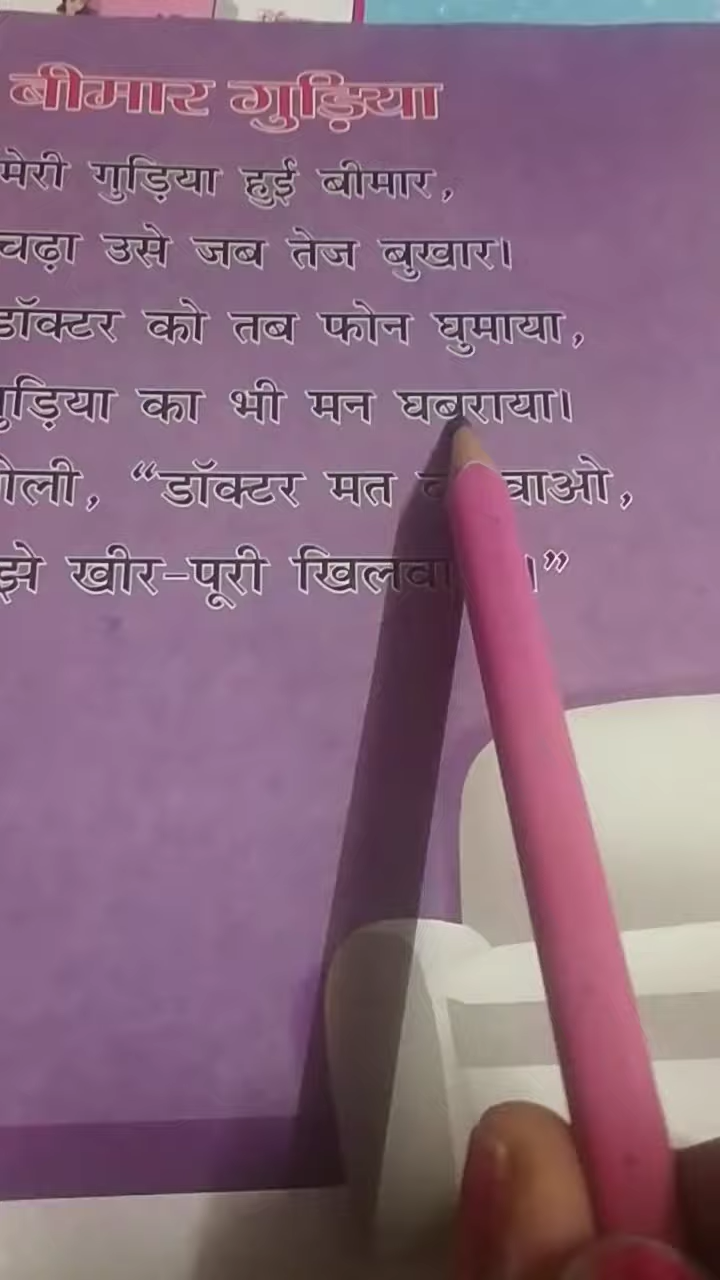 बीमार गुड़िया
मेरी गुड़िया हुई बीमार,
चढ़ा उसे जब तेज बुखार।
डॉक्टर को तब फोन घुमाया,
गुड़िया का भी मन घबराया।
बोली, “डॉक्टर मत
खीर-पूरी